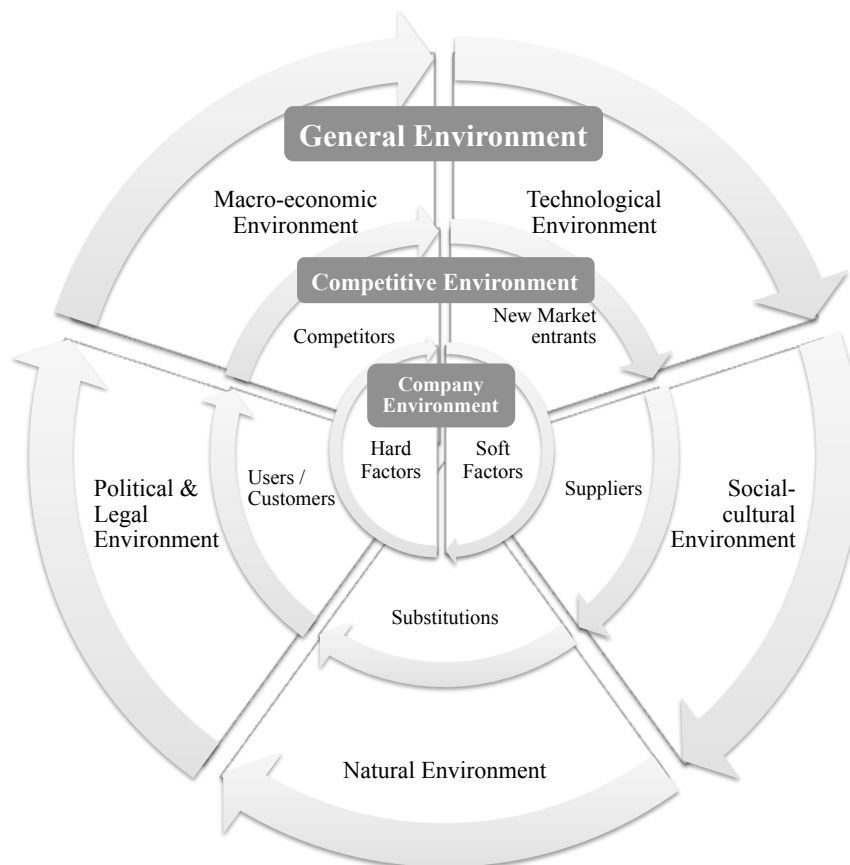 General Environment
Macro-economic
Environment
Technological
Environment
Competitive Environment
Competitors
New Market
entrants
Company
Environment
Hard
Factors
Soft
Factors
Users /
Customers
Suppliers
Political &
Legal
Environment
Social-
cultural
Environment
Substitutions
Natural Environment